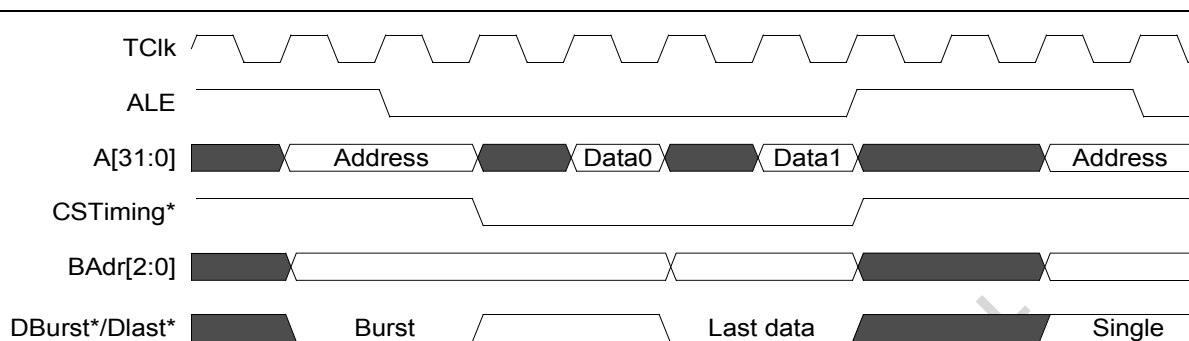 TClk
ALE
A[31:0] Address Data0 Data1 Address
CSTiming*
BAdr[2:0]
DBurst*/Dlast* Burst Last data Single